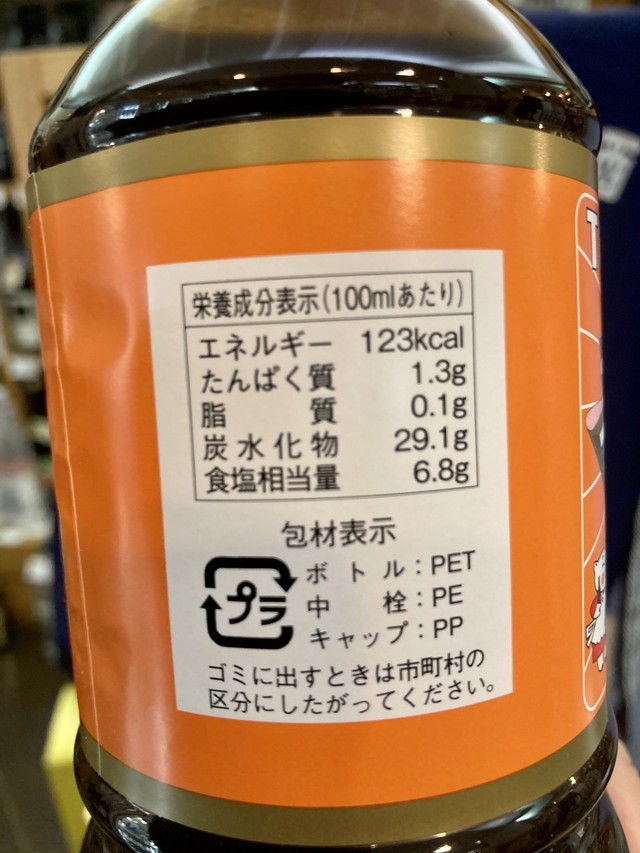 栄養成分表示(100mlあたり)
エネルギー 123kcal
たんぱく質 1.3g
脂質 0.1g
炭水化物 29.1g
食塩相当量 6.8g
包材表示
プラ
ボトル:PET
中栓:PE
キャップ:PP
ゴミに出すときは市町村の
区分にしたがってください。